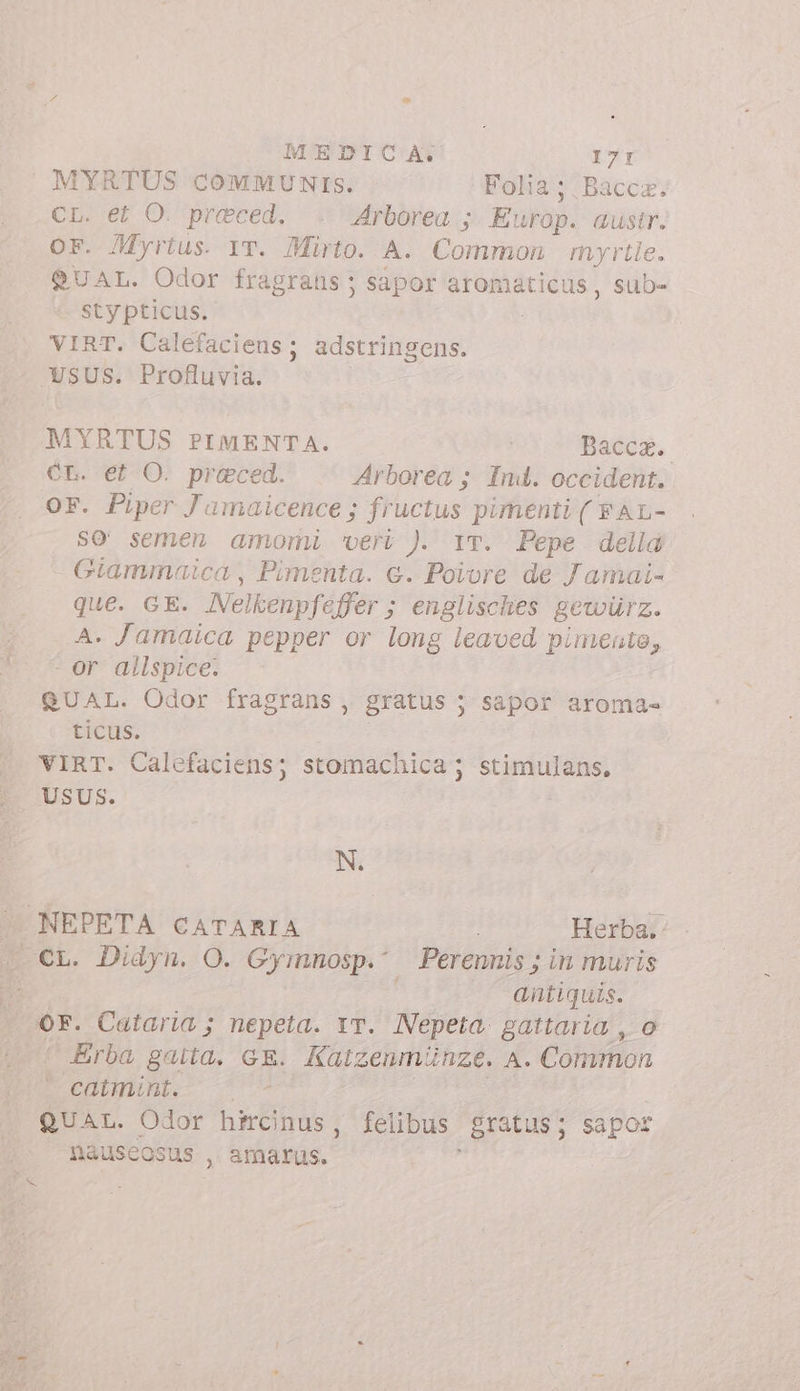 MEDICA. 171
MYRTUS COMMUNIS. Folia; Baccæ.
CL. et O. præced. Arborea; Europ. austr.
OF. Myrtus. IT. Mirto. A. Common myrtle.
QUAL. Odor fragrans; sapor aromaticus, sub-
stypticus.
VIRT. Calefaciens; adstringens.
USUS. Profluvia.
MYRTUS PIMENTA. Baccæ.
CL. et O. præced. Arborea; Ind. occident.
OF. Piper Jamaicence; fructus pimenti (FAL-
SO semen amomi veri). IT. Pepe della
Giammaica, Pimenta. G. Poivre de Jamai-
que. GE. Nelkenpfeffer; englisches gewürz.
A. Jamaica pepper or long leaved pimento,
or allspice.
QUAL. Odor fragrans, gratus; sapor aroma-
ticus.
VIRT. Calefaciens; stomachica; stimulans.
USUS.
N.
NEPETA CATARIA Herba.
CL. Didyn. O. Gymnosp. Perennis; in muris
antiquis.
OF. Cataria; nepeta. IT. Nepeta gattaria, o
Erba gatta. GE. Katzenmünze. A. Common
catmint.
QUAL. Odor hircinus, felibus gratus; sapor
nauseosus, amarus.